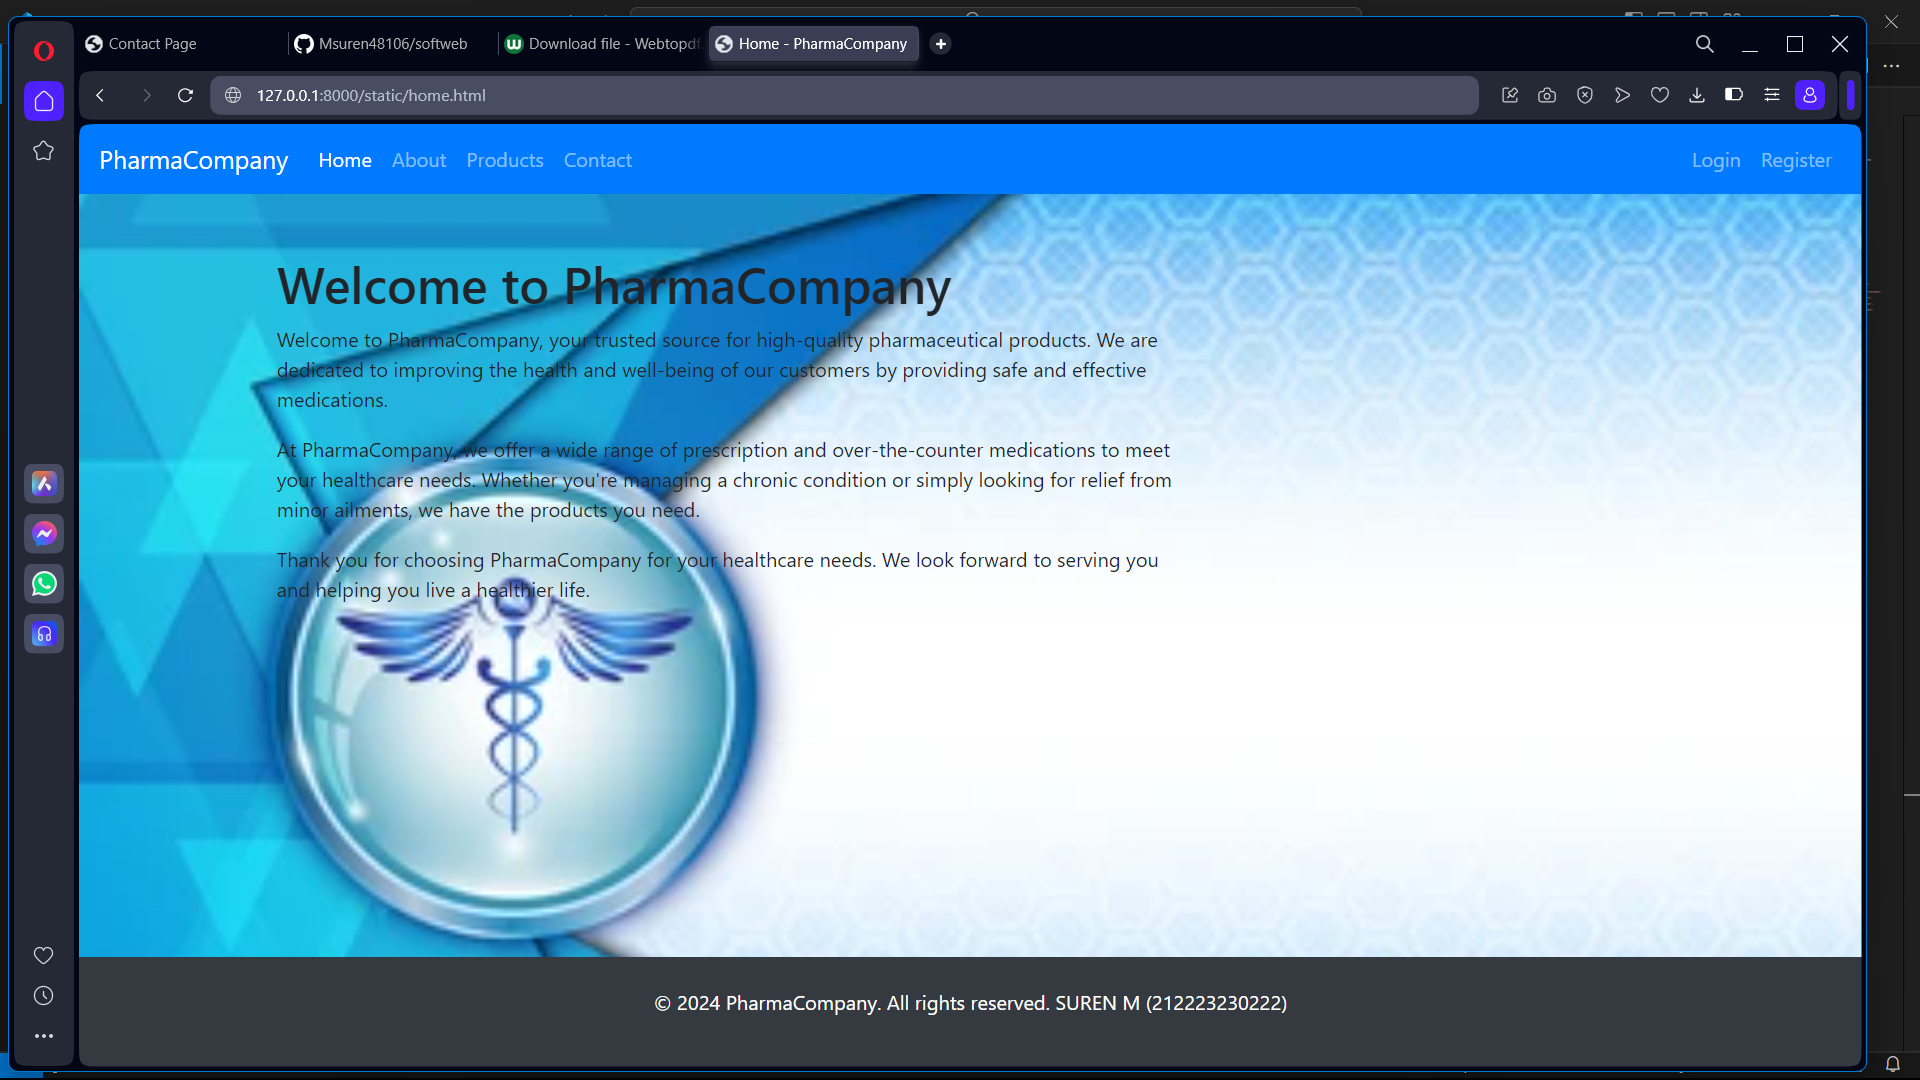 Contact Page
Msuren48106/softweb
Download file - Webtopdf
Home - PharmaCompany
127.0.0.1:8000/static/home.html
PharmaCompany Home About Products Contact Login Register
Welcome to PharmaCompany
Welcome to PharmaCompany, your trusted source for high-quality pharmaceutical products. We are
dedicated to improving the health and well-being of our customers by providing safe and effective
medications.
At PharmaCompany, we offer a wide range of prescription and over-the-counter medications to meet
your healthcare needs. Whether you're managing a chronic condition or simply looking for relief from
minor ailments, we have the products you need.
Thank you for choosing PharmaCompany for your healthcare needs. We look forward to serving you
and helping you live a healthier life.
© 2024 PharmaCompany. All rights reserved. SUREN M (212223230222)